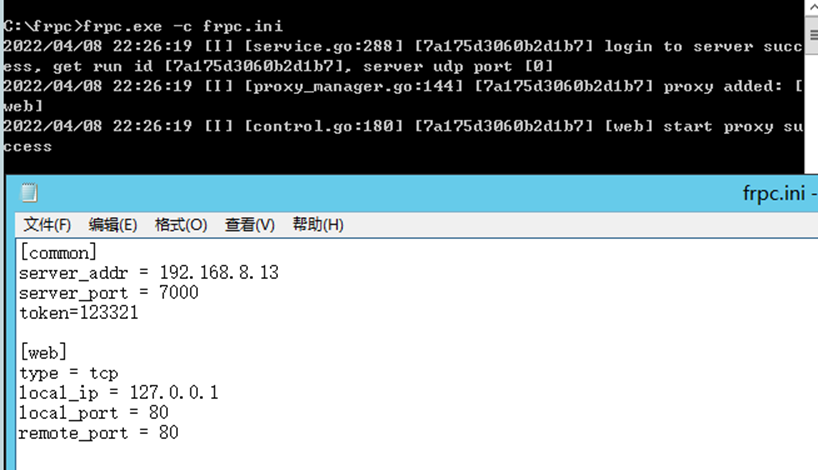 C:\frpc>frpc.exe -c frpc.ini
2022/04/08 22:26:19 [I] [service.go:288] [7a175d3060b2d1b7] login to server succ
ess, get run id [7a175d3060b2d1b7], server udp port [0]
2022/04/08 22:26:19 [I] [proxy_manager.go:144] [7a175d3060b2d1b7] proxy added: [
web]
2022/04/08 22:26:19 [I] [control.go:180] [7a175d3060b2d1b7] [web] start proxy su
ccess
frpc.ini -
文件(F) 编辑(E) 格式(O) 查看(V) 帮助(H)
[common]
server_addr = 192.168.8.13
server_port = 7000
token=123321
[web]
type = tcp
local_ip = 127.0.0.1
local_port = 80
remote_port = 80